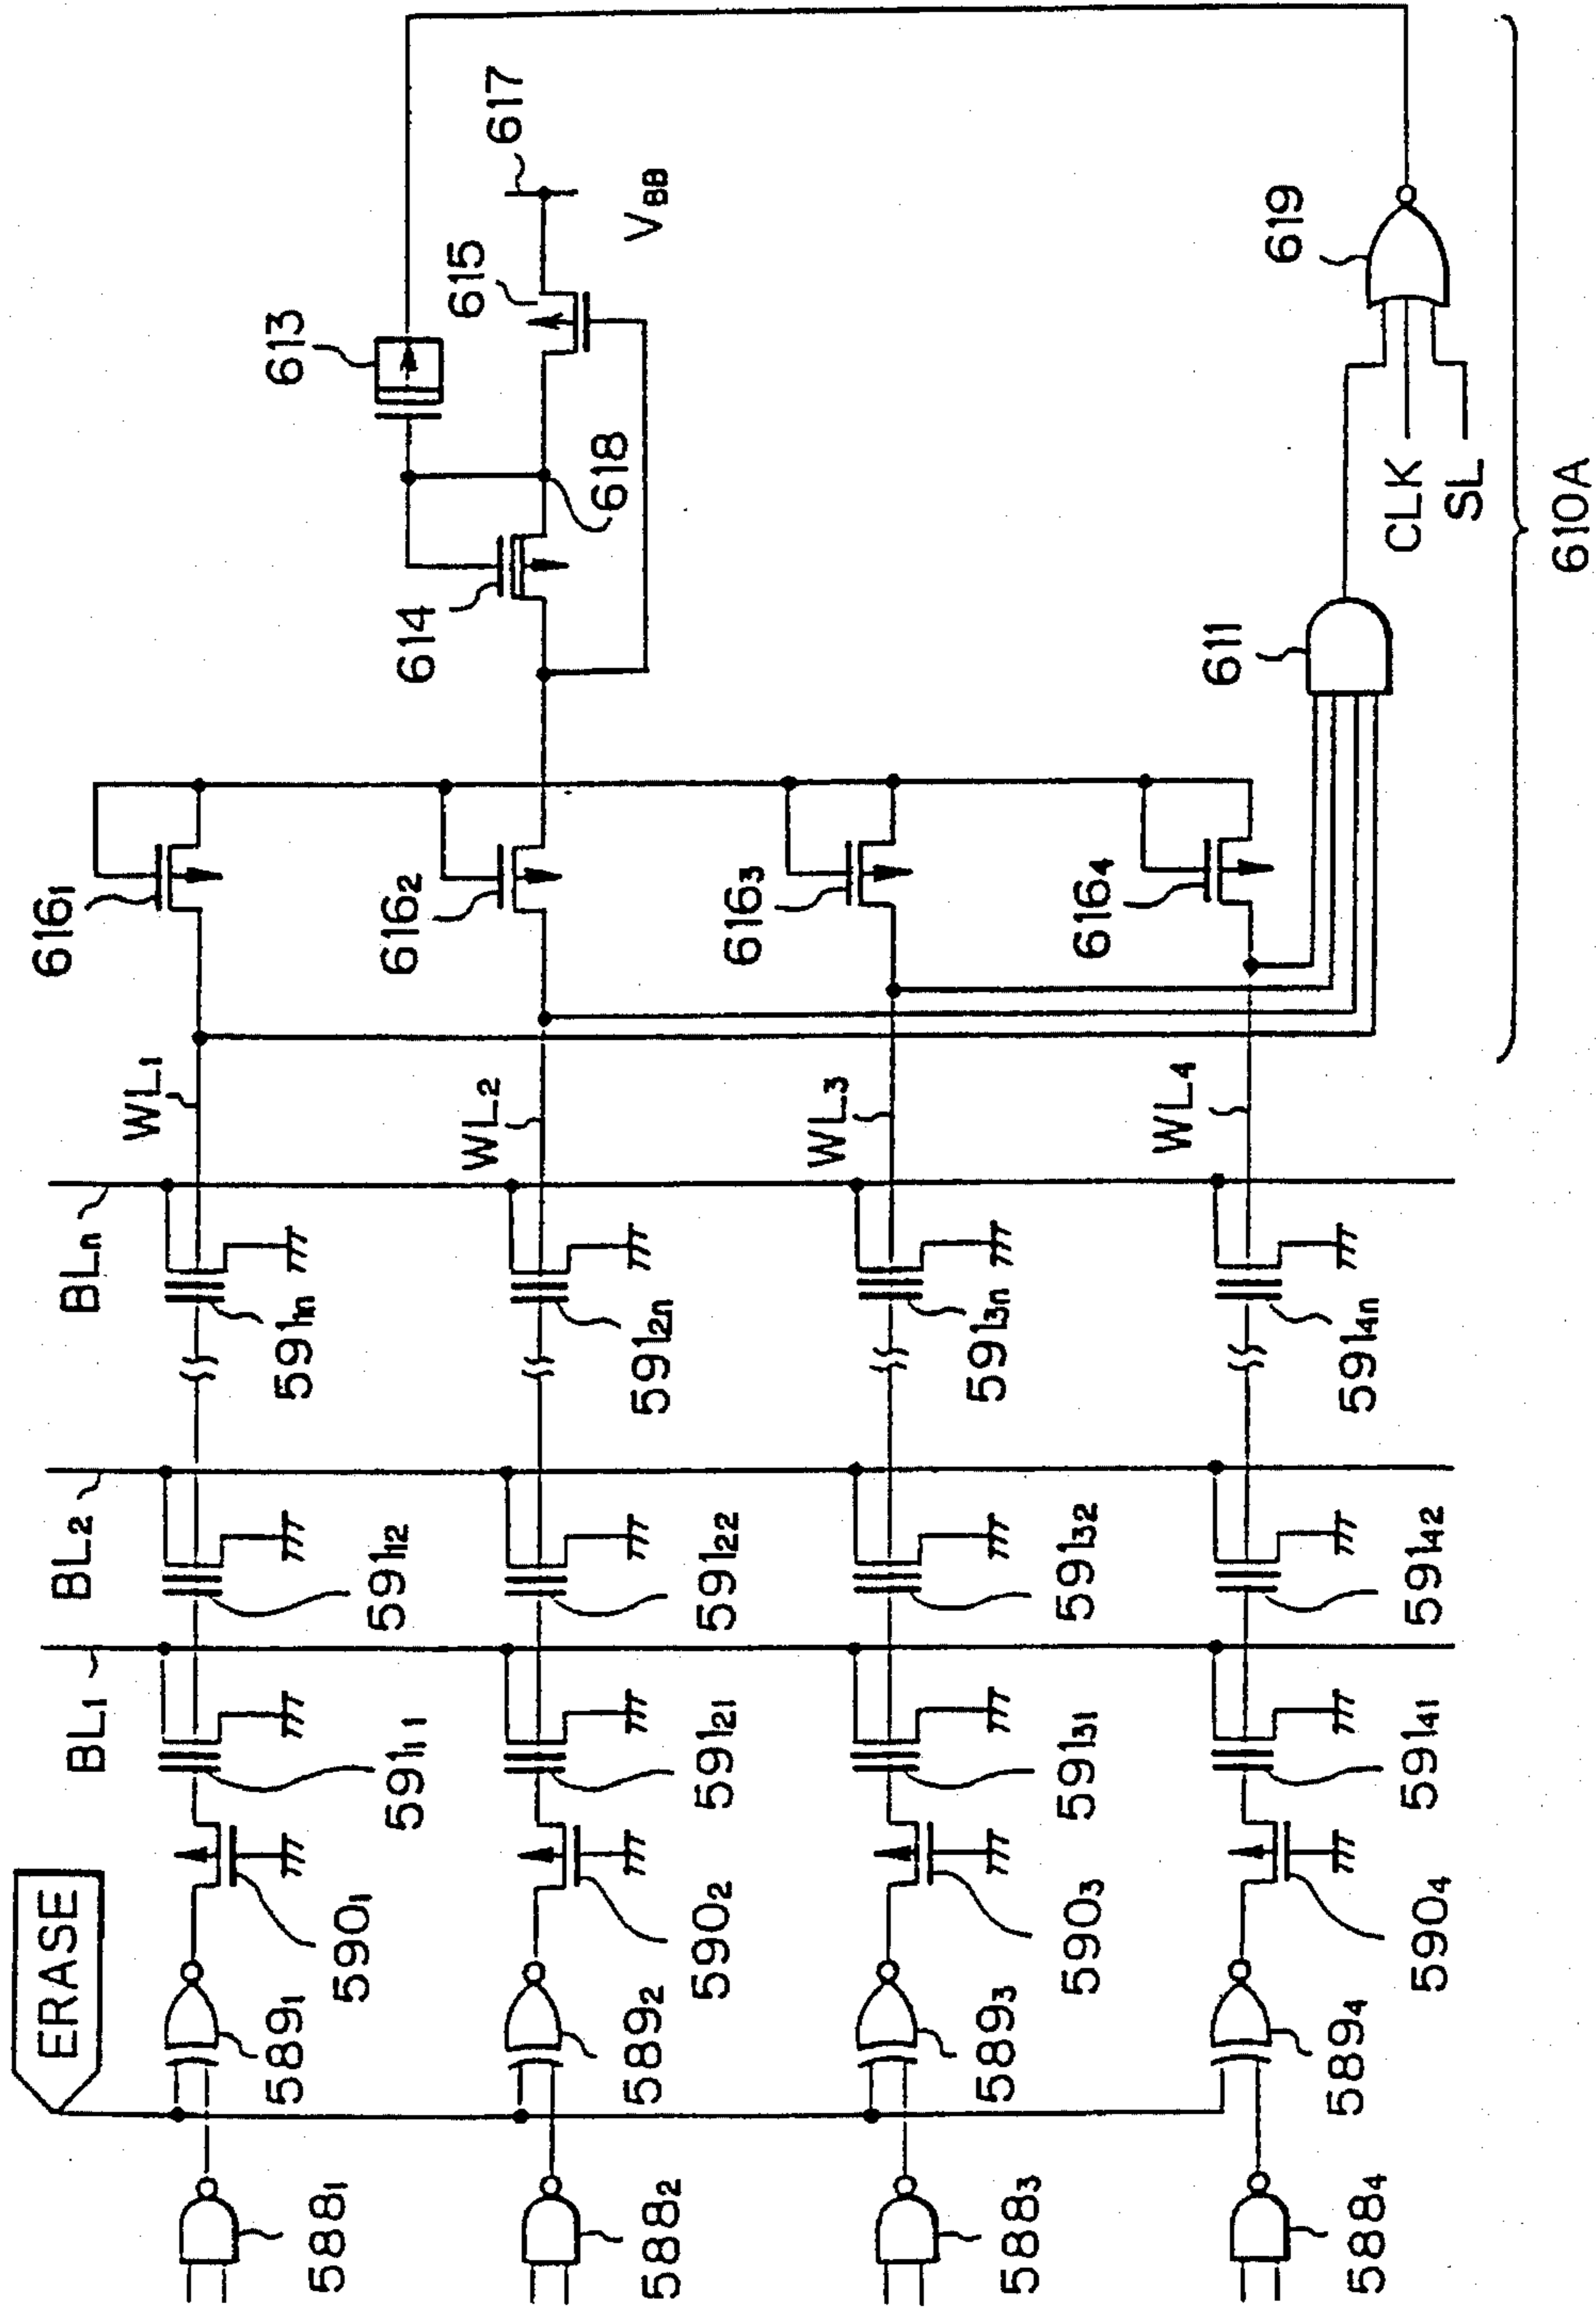 ERASE
588₁
589₁
590₁
BL₁
591₁₁
BL₂
591₁₂
BLₙ
591₁ₙ
WL₁
616₁
588₂
589₂
590₂
591₂₁
591₂₂
591₂ₙ
WL₂
616₂
614
618
613
615
617
V_BB
588₃
589₃
590₃
591₃₁
591₃₂
591₃ₙ
WL₃
616₃
588₄
589₄
590₄
591₄₁
591₄₂
591₄ₙ
WL₄
616₄
611
CLK
SL
619
610A